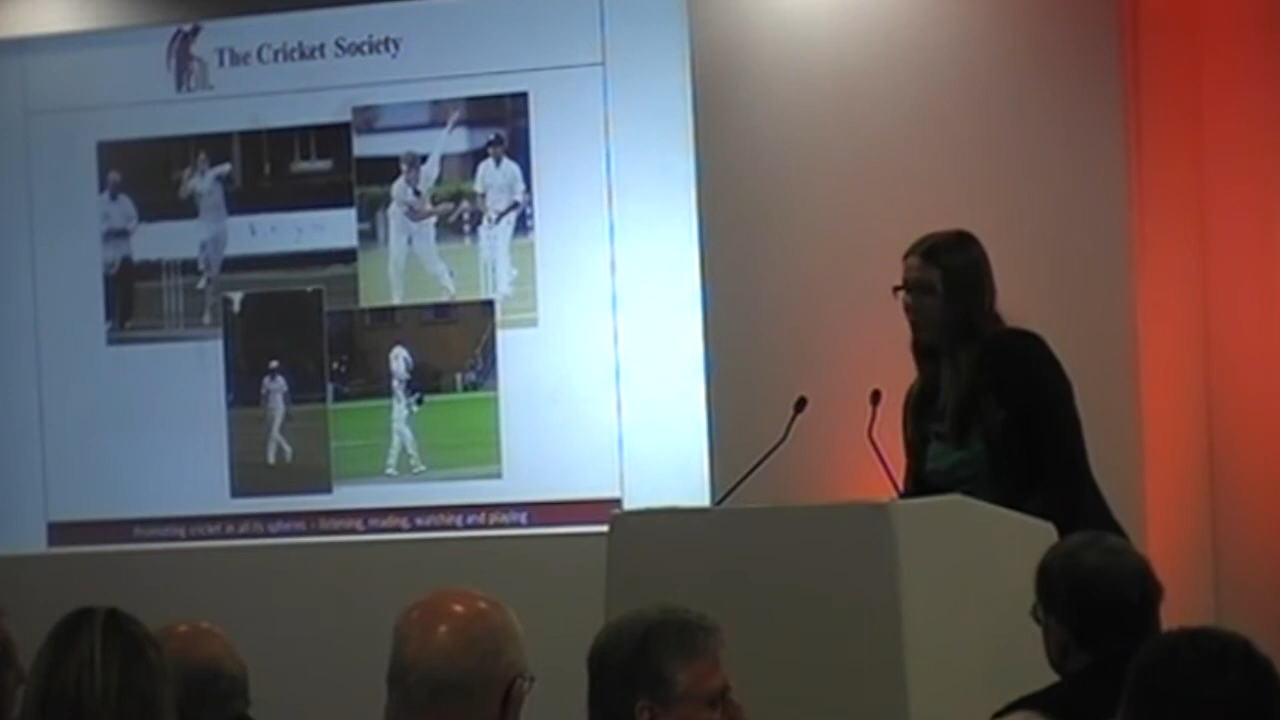 The Cricket Society
Promoting cricket in all its spheres – listening, reading, watching and playing